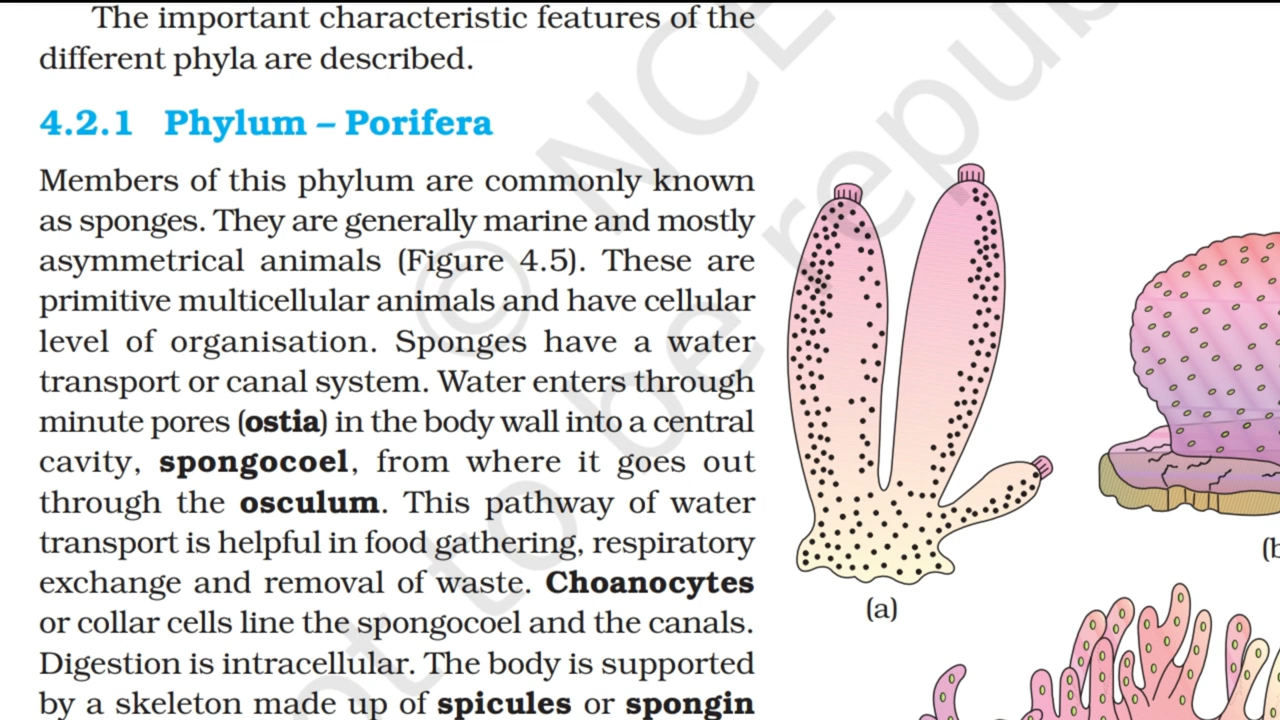 The important characteristic features of the
different phyla are described.
4.2.1 Phylum – Porifera
Members of this phylum are commonly known
as sponges. They are generally marine and mostly
asymmetrical animals (Figure 4.5). These are
primitive multicellular animals and have cellular
level of organisation. Sponges have a water
transport or canal system. Water enters through
minute pores (ostia) in the body wall into a central
cavity, spongocoel, from where it goes out
through the osculum. This pathway of water
transport is helpful in food gathering, respiratory
exchange and removal of waste. Choanocytes
or collar cells line the spongocoel and the canals.
Digestion is intracellular. The body is supported
by a skeleton made up of spicules or spongin
(a)
(b
© NCE
not to be repub